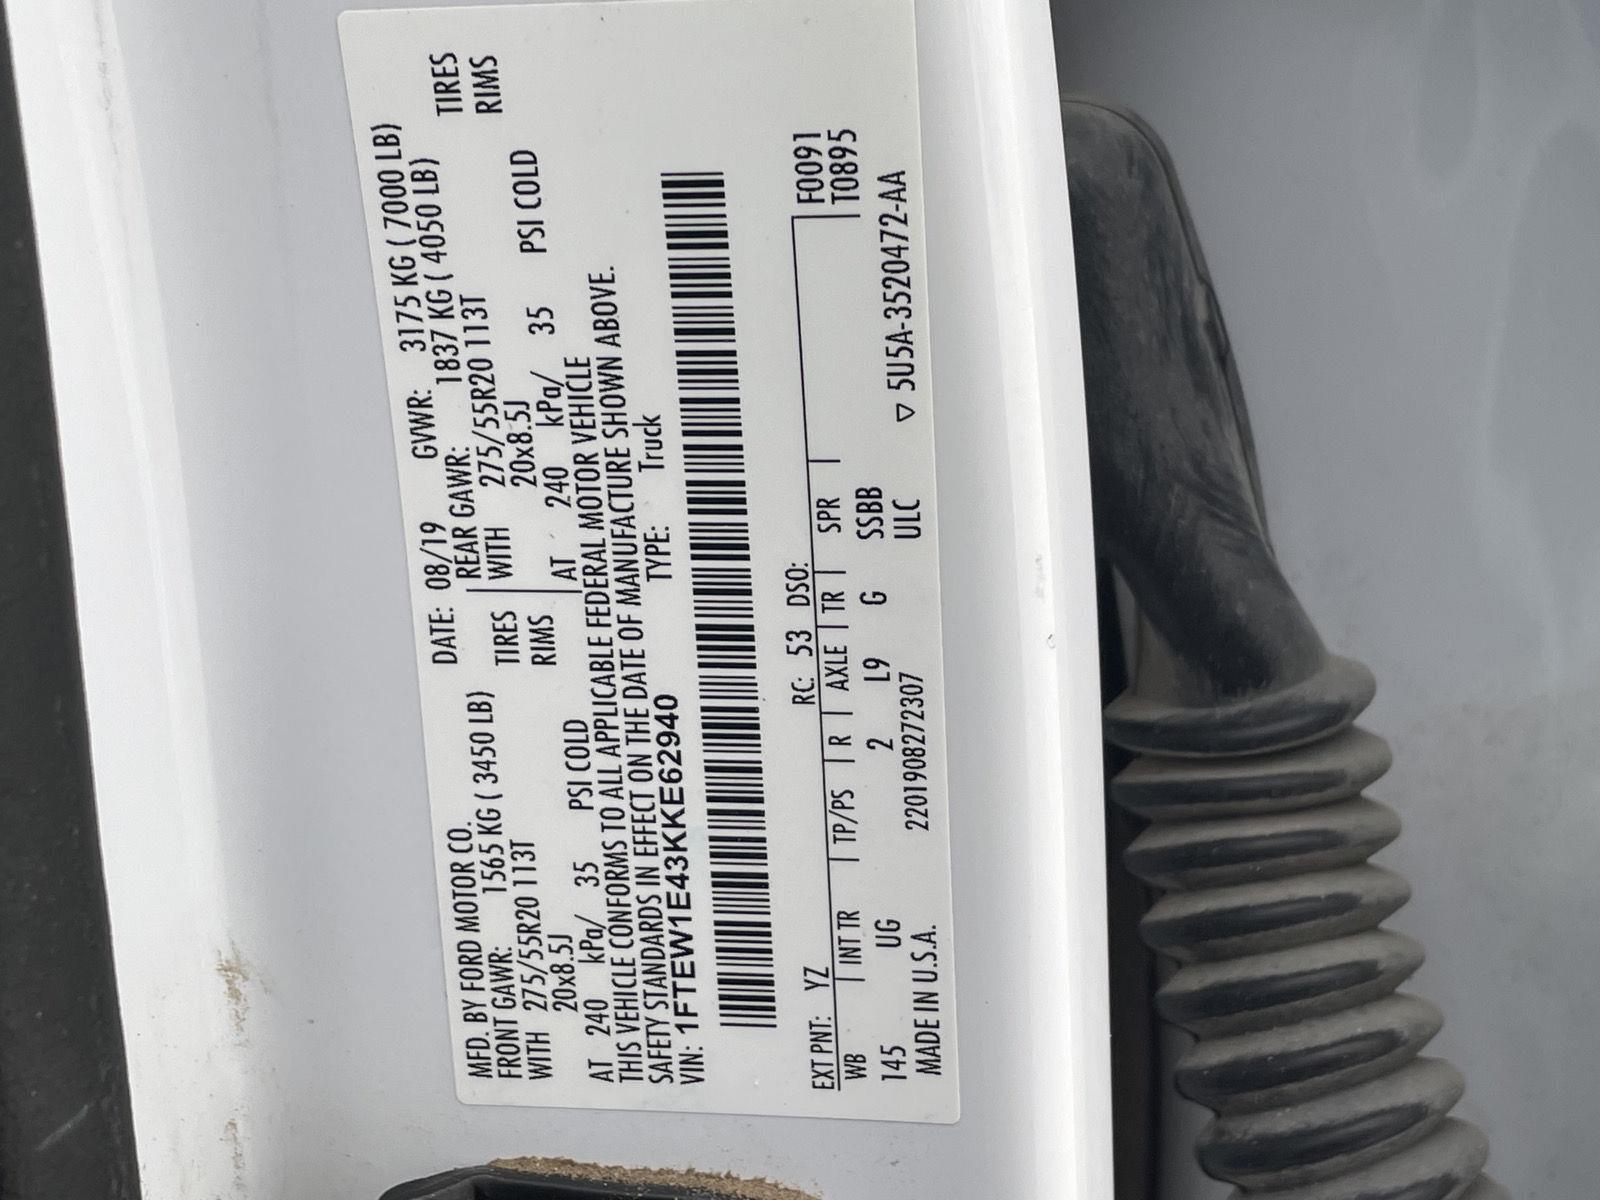 MFD. BY FORD MOTOR CO. DATE: 08/19 GVWR: 3175 KG ( 7000 LB)
FRONT GAWR: 1565 KG ( 3450 LB) REAR GAWR: 1837 KG ( 4050 LB)
WITH 275/55R20 113T TIRES WITH 275/55R20 113T TIRES
20x8.5J RIMS 20x8.5J RIMS
AT 240 kPa/ 35 PSI COLD AT 240 kPa/ 35 PSI COLD
THIS VEHICLE CONFORMS TO ALL APPLICABLE FEDERAL MOTOR VEHICLE
SAFETY STANDARDS IN EFFECT ON THE DATE OF MANUFACTURE SHOWN ABOVE.
VIN: 1FTEW1E43KKE62940 TYPE: Truck
EXT PNT: YZ RC: 53 DSO: F0091
WB INT TR TP/PS R AXLE TR SPR T0895
145 UG 2 L9 G SSBB
MADE IN U.S.A. 2201908272307 ULC ▽ 5U5A-3520472-AA